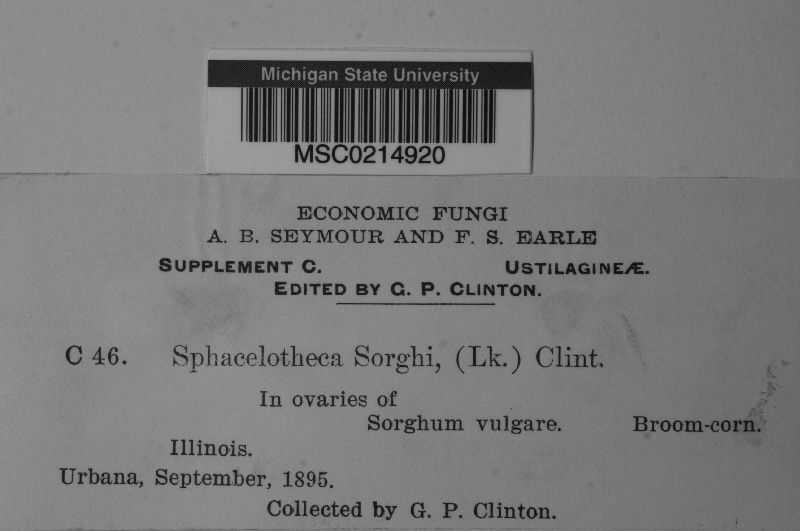 Michigan State University
MSC0214920
ECONOMIC FUNGI
A. B. SEYMOUR AND F. S. EARLE
SUPPLEMENT C. USTILAGINEÆ.
EDITED BY G. P. CLINTON.
C 46. Sphacelotheca Sorghi, (Lk.) Clint.
In ovaries of
Sorghum vulgare. Broom-corn.
Illinois.
Urbana, September, 1895.
Collected by G. P. Clinton.